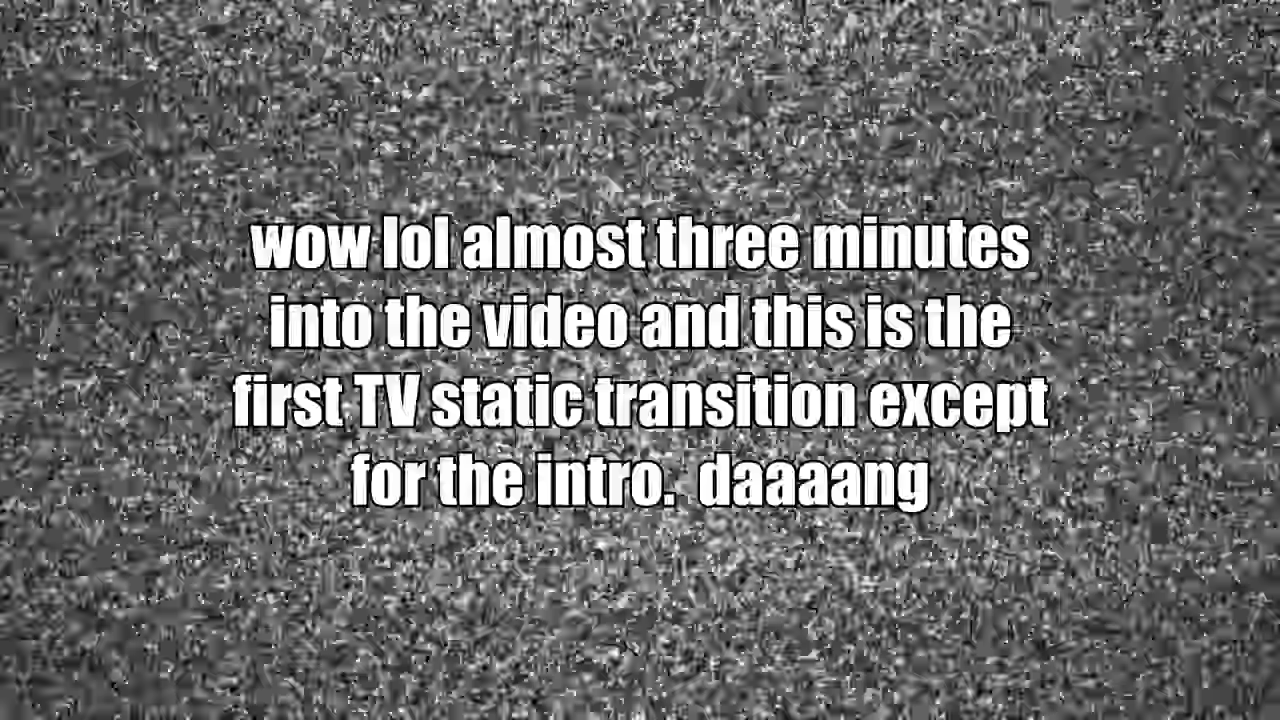 wow lol almost three minutes
into the video and this is the
first TV static transition except
for the intro.  daaaang